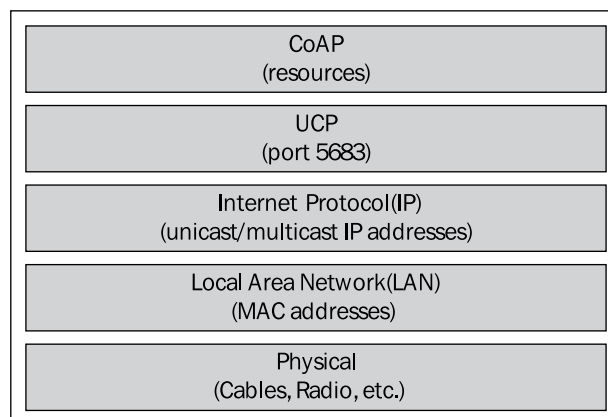 CoAP
(resources)
UCP
(port 5683)
Internet Protocol(IP)
(unicast/multicast IP addresses)
Local Area Network(LAN)
(MAC addresses)
Physical
(Cables, Radio, etc.)